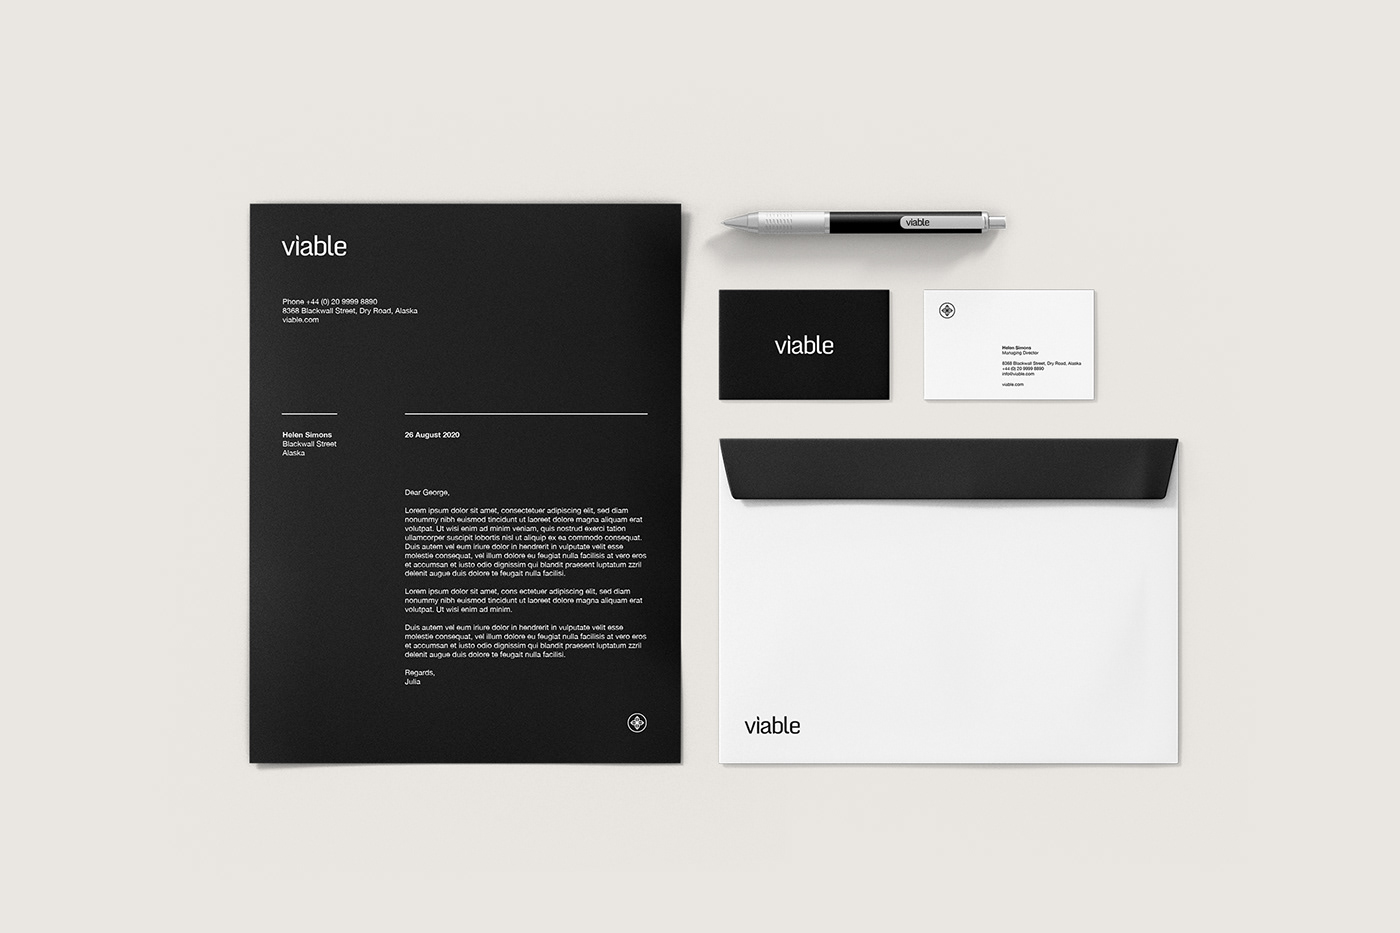 viable
Phone +44 (0) 20 9999 8890
8368 Blackwall Street, Dry Road, Alaska
viable.com
Helen Simons
Blackwall Street
Alaska
26 August 2020
Dear George,
Lorem ipsum dolor sit amet, consectetuer adipiscing elit, sed diam
nonummy nibh euismod tincidunt ut laoreet dolore magna aliquam erat
volutpat. Ut wisi enim ad minim veniam, quis nostrud exerci tation
ullamcorper suscipit lobortis nisl ut aliquip ex ea commodo consequat.
Duis autem vel eum iriure dolor in hendrerit in vulputate velit esse
molestie consequat, vel illum dolore eu feugiat nulla facilisis at vero eros
et accumsan et iusto odio dignissim qui blandit praesent luptatum zzril
delenit augue duis dolore te feugait nulla facilisi.
Lorem ipsum dolor sit amet, cons ectetuer adipiscing elit, sed diam
nonummy nibh euismod tincidunt ut laoreet dolore magna aliquam erat
volutpat. Ut wisi enim ad minim.
Duis autem vel eum iriure dolor in hendrerit in vulputate velit esse
molestie consequat, vel illum dolore eu feugiat nulla facilisis at vero eros
et accumsan et iusto odio dignissim qui blandit praesent luptatum zzril
delenit augue duis dolore te feugait nulla facilisi.
Regards,
Julia
viable
viable
Helen Simons
Managing Director
8368 Blackwall Street, Dry Road, Alaska
+44 (0) 20 9999 8890
info@viable.com
viable.com
viable